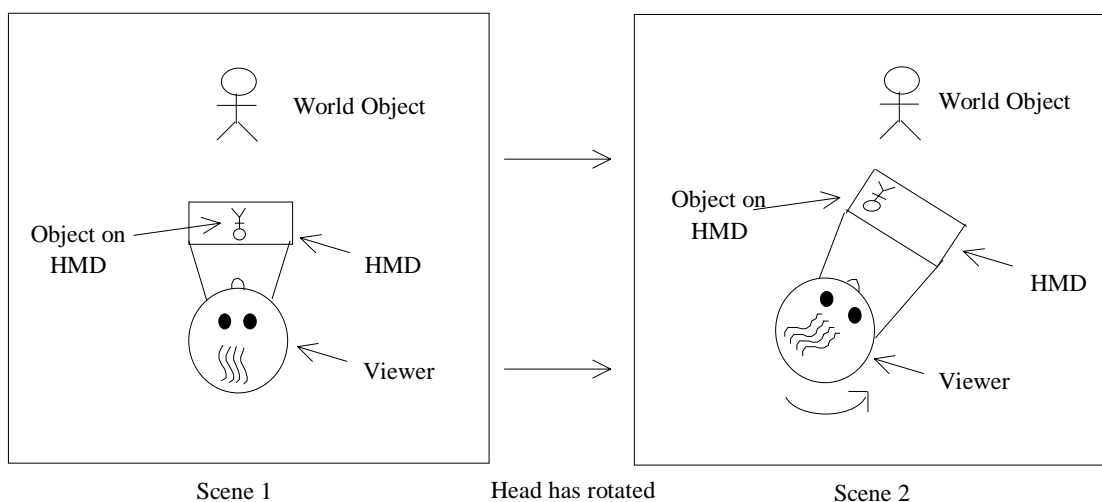 World Object
Object on
HMD
HMD
Viewer
Scene 1
Head has rotated
World Object
Object on
HMD
HMD
Viewer
Scene 2